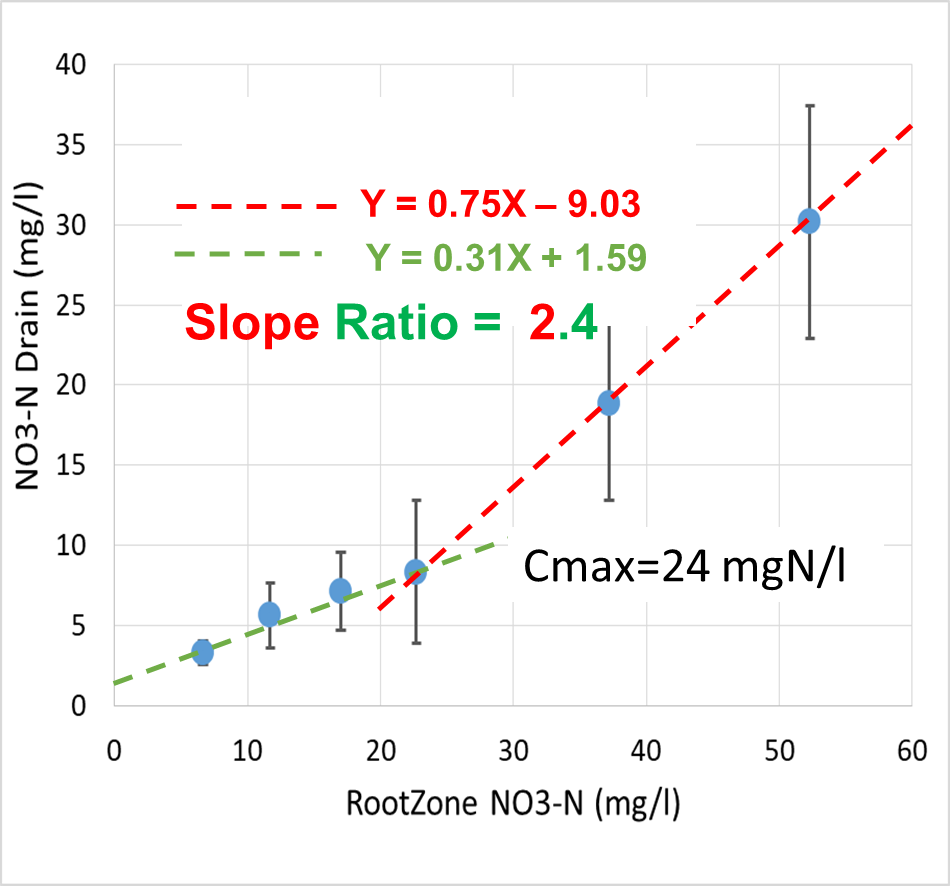 40
35
30
25
20
15
10
5
0
NO3-N Drain (mg/l)
Y = 0.75X – 9.03
Y = 0.31X + 1.59
Slope Ratio = 2.4
Cmax=24 mgN/l
0 10 20 30 40 50 60
RootZone NO3-N (mg/l)